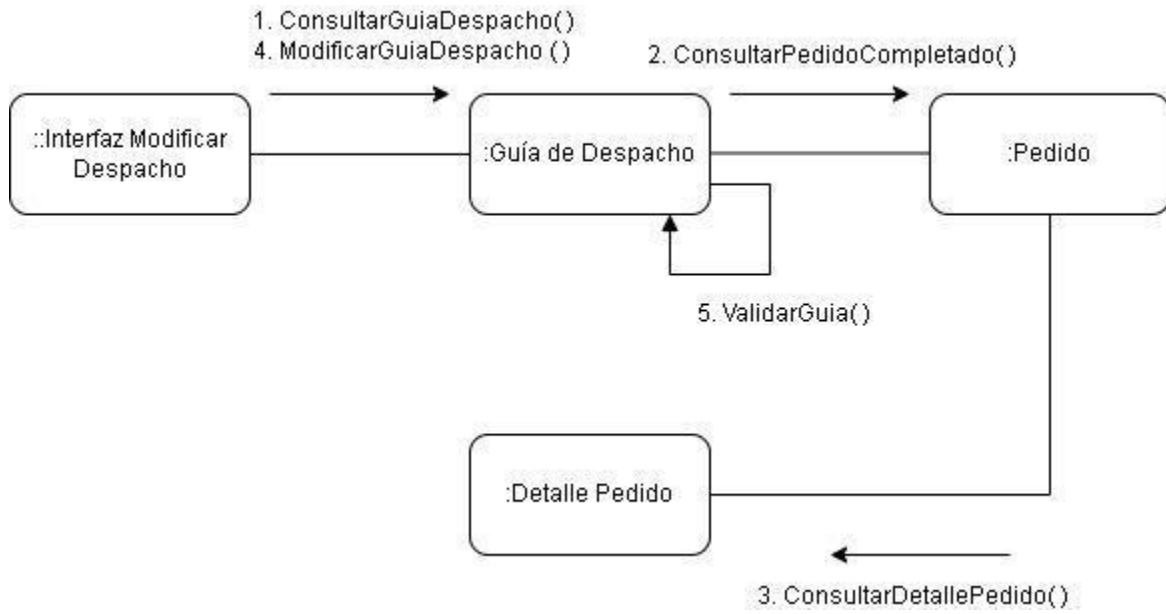 1. ConsultarGuiaDespacho()
4. ModificarGuiaDespacho ()
2. ConsultarPedidoCompletado()
::Interfaz Modificar
Despacho
:Guía de Despacho
:Pedido
5. ValidarGuia()
:Detalle Pedido
3. ConsultarDetallePedido()